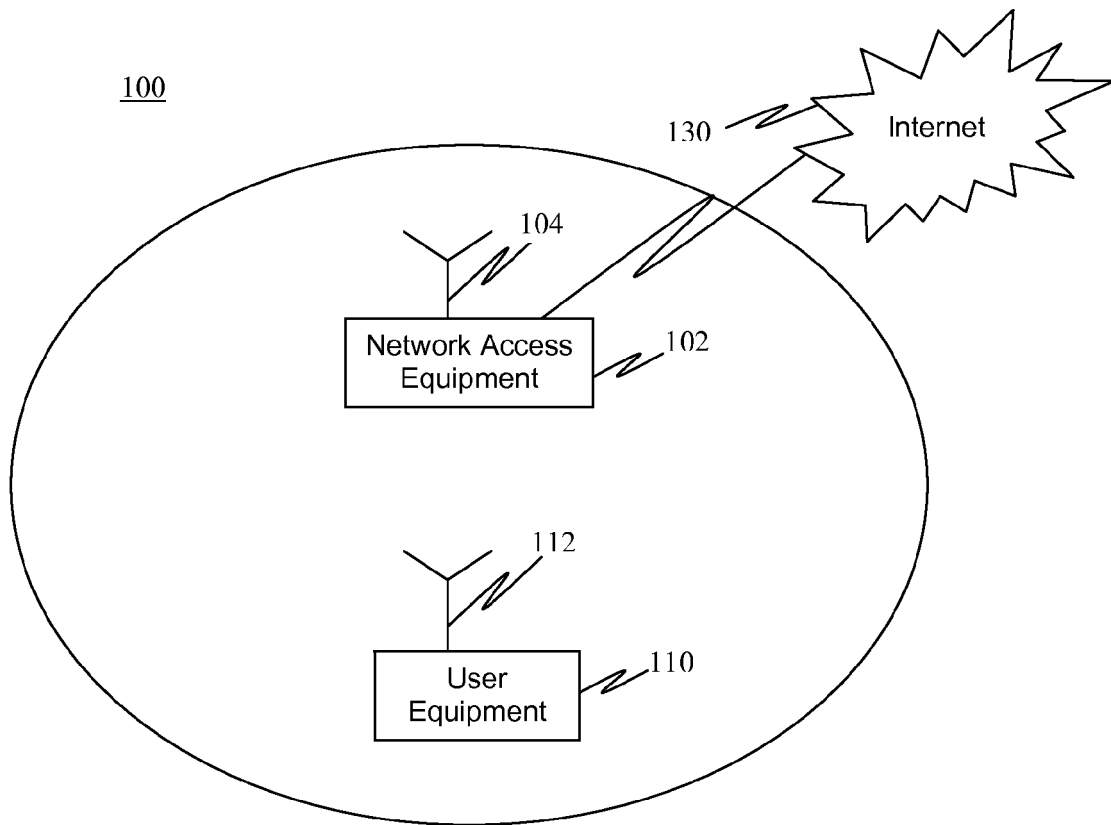 100
130
Internet
104
Network Access
Equipment
102
112
User
Equipment
110